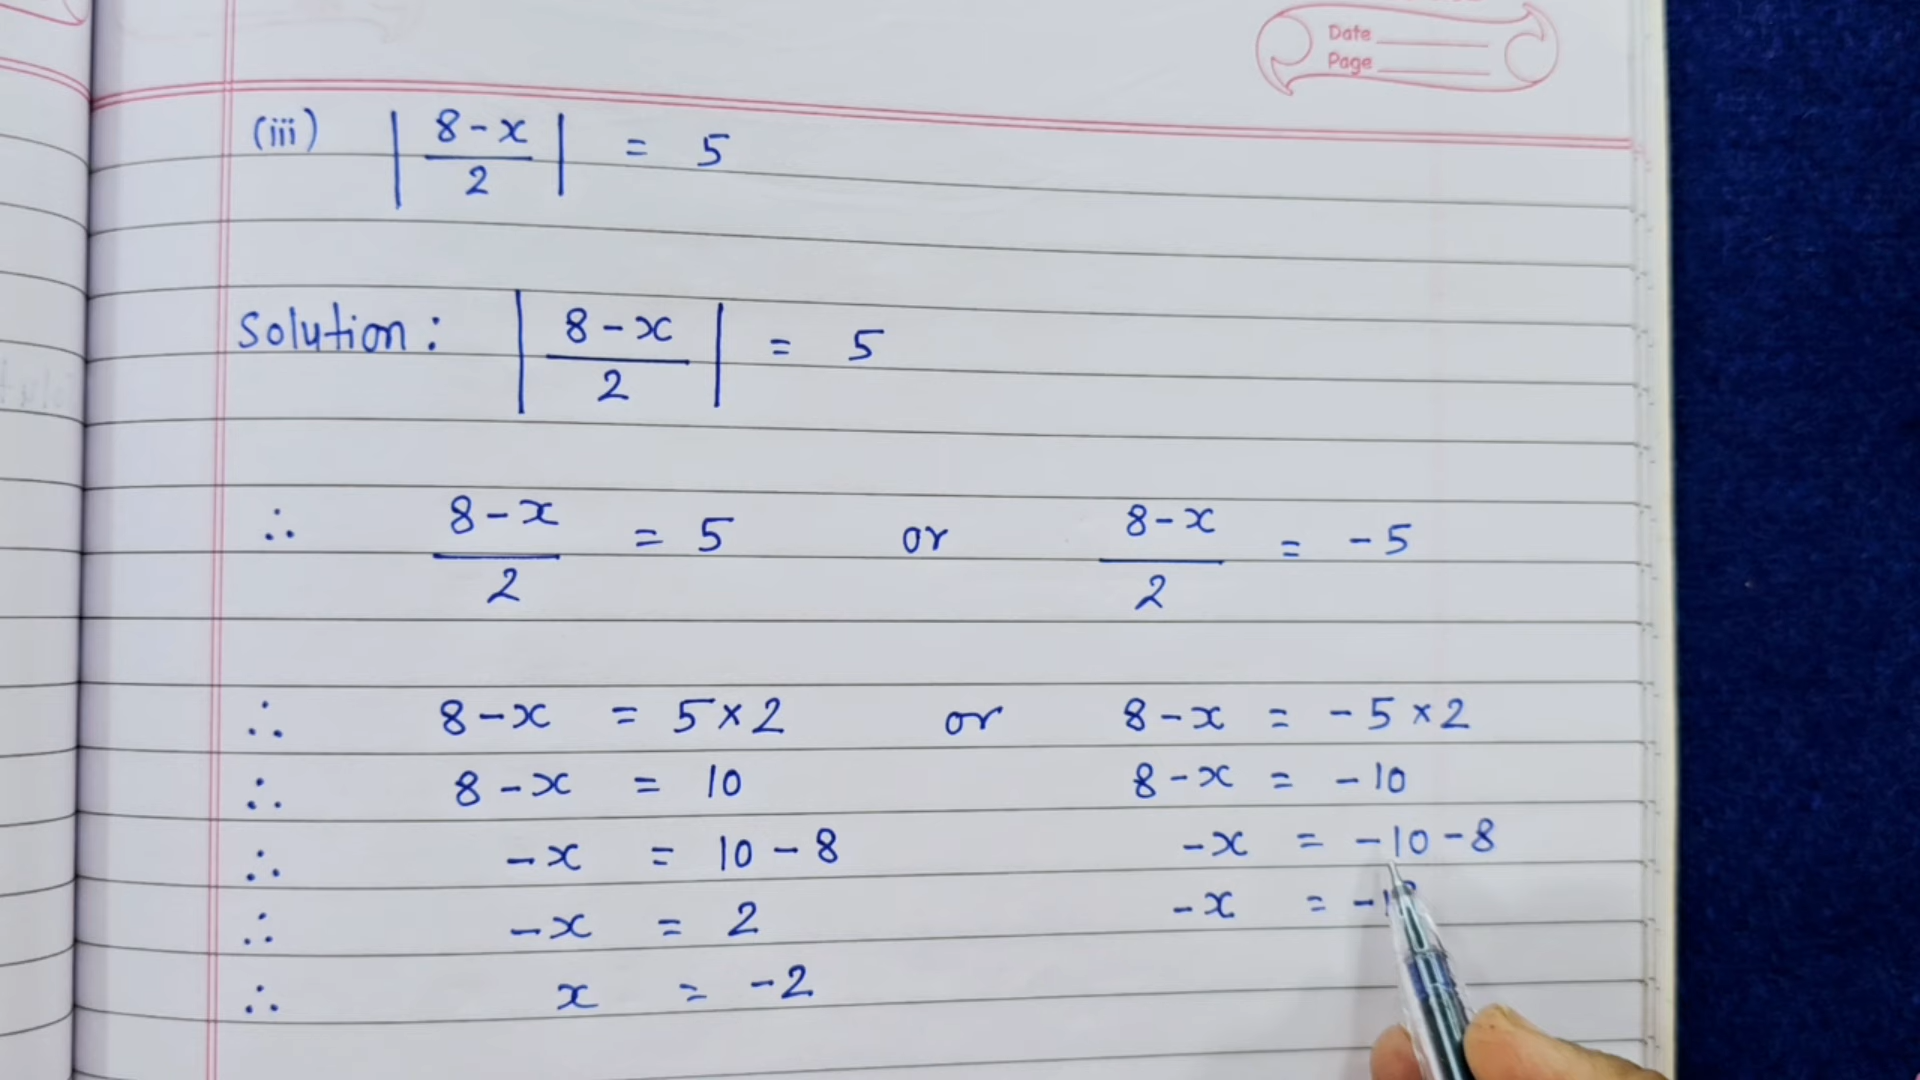 Date
Page
(iii) | (8 - x)/2 | = 5
Solution: | (8 - x)/2 | = 5
∴ (8 - x)/2 = 5 or (8 - x)/2 = - 5
∴ 8 - x = 5 × 2 or 8 - x = - 5 × 2
∴ 8 - x = 10 8 - x = - 10
∴ - x = 10 - 8 - x = - 10 - 8
∴ - x = 2 - x = -
∴ x = - 2